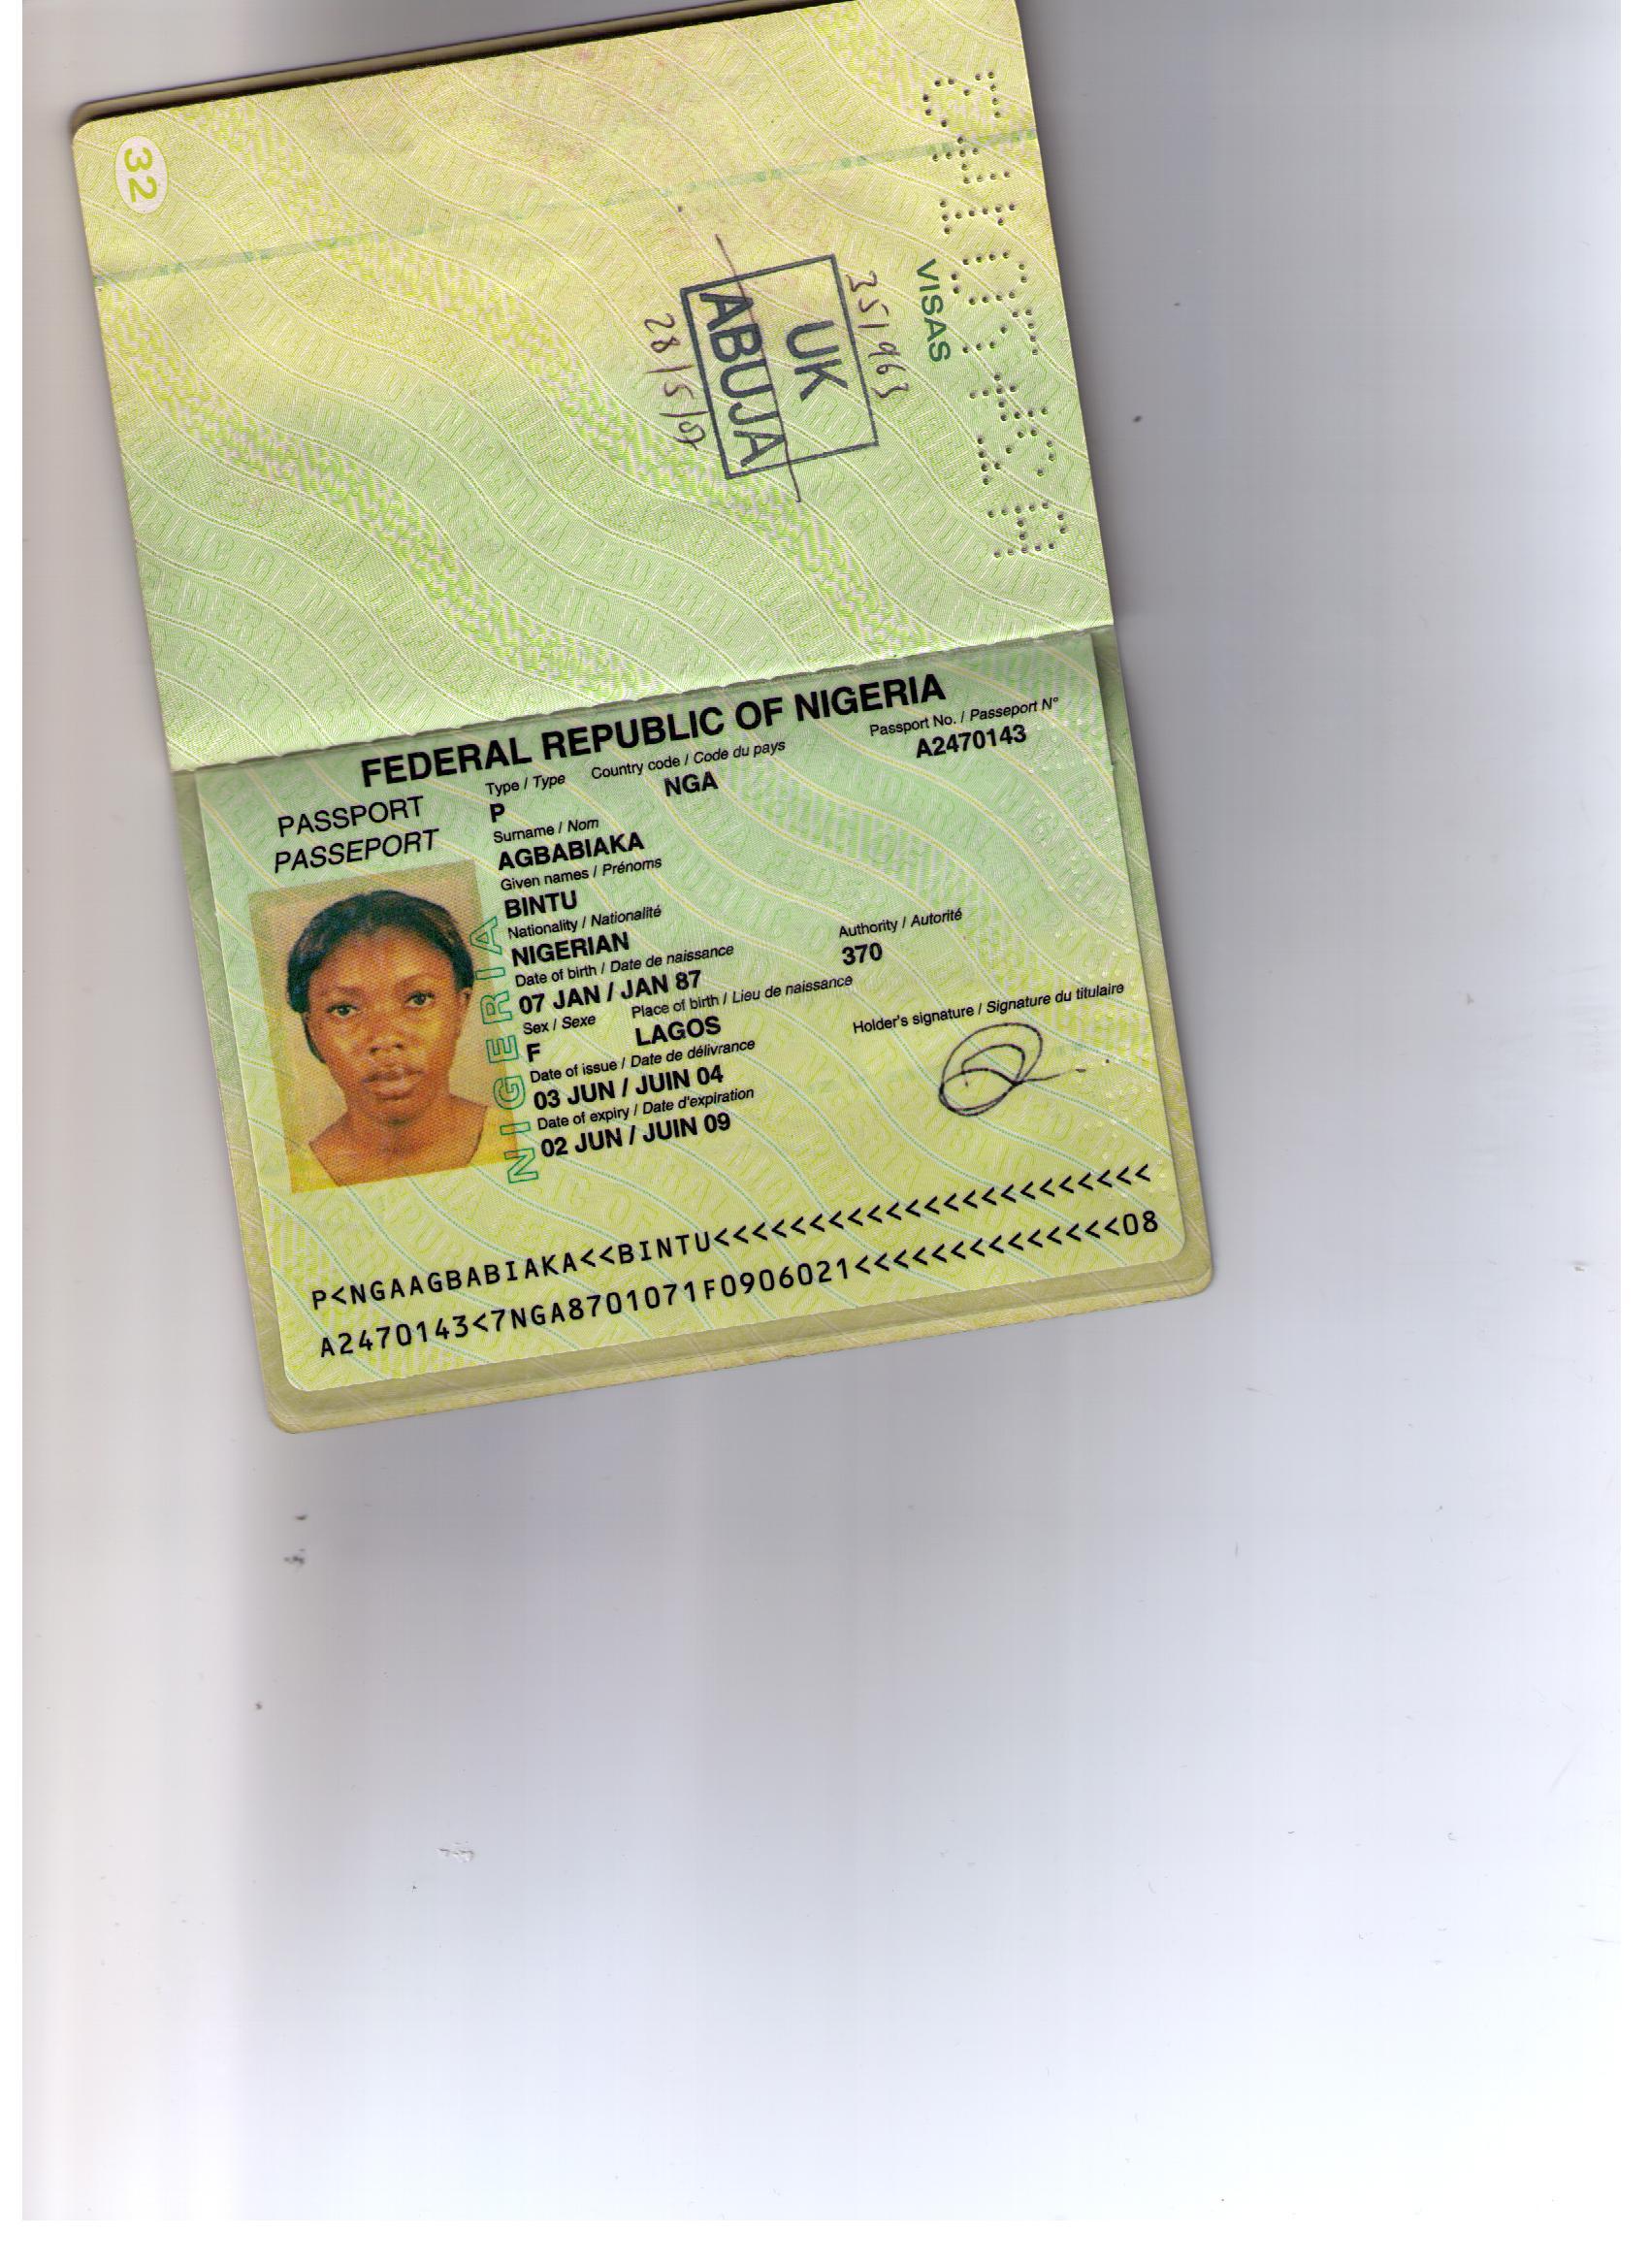 32
VISAS
A2470143
35/963
UK
ABUJA
28/5/07
FEDERAL REPUBLIC OF NIGERIA
PASSPORT
PASSEPORT
Type / Type Country code / Code du pays Passport No. / Passeport N°
P NGA A2470143
Surname / Nom
AGBABIAKA
Given names / Prénoms
BINTU
Nationality / Nationalité Authority / Autorité
NIGERIAN 370
Date of birth / Date de naissance
07 JAN / JAN 87
Sex / Sexe Place of birth / Lieu de naissance Holder's signature / Signature du titulaire
F LAGOS
Date of issue / Date de délivrance
03 JUN / JUIN 04
Date of expiry / Date d'expiration
02 JUN / JUIN 09
NIGERIA
P<NGAAGBABIAKA<<BINTU<<<<<<<<<<<<<<<<<<<<<<<
A2470143<7NGA8701071F0906021<<<<<<<<<<<<<<08